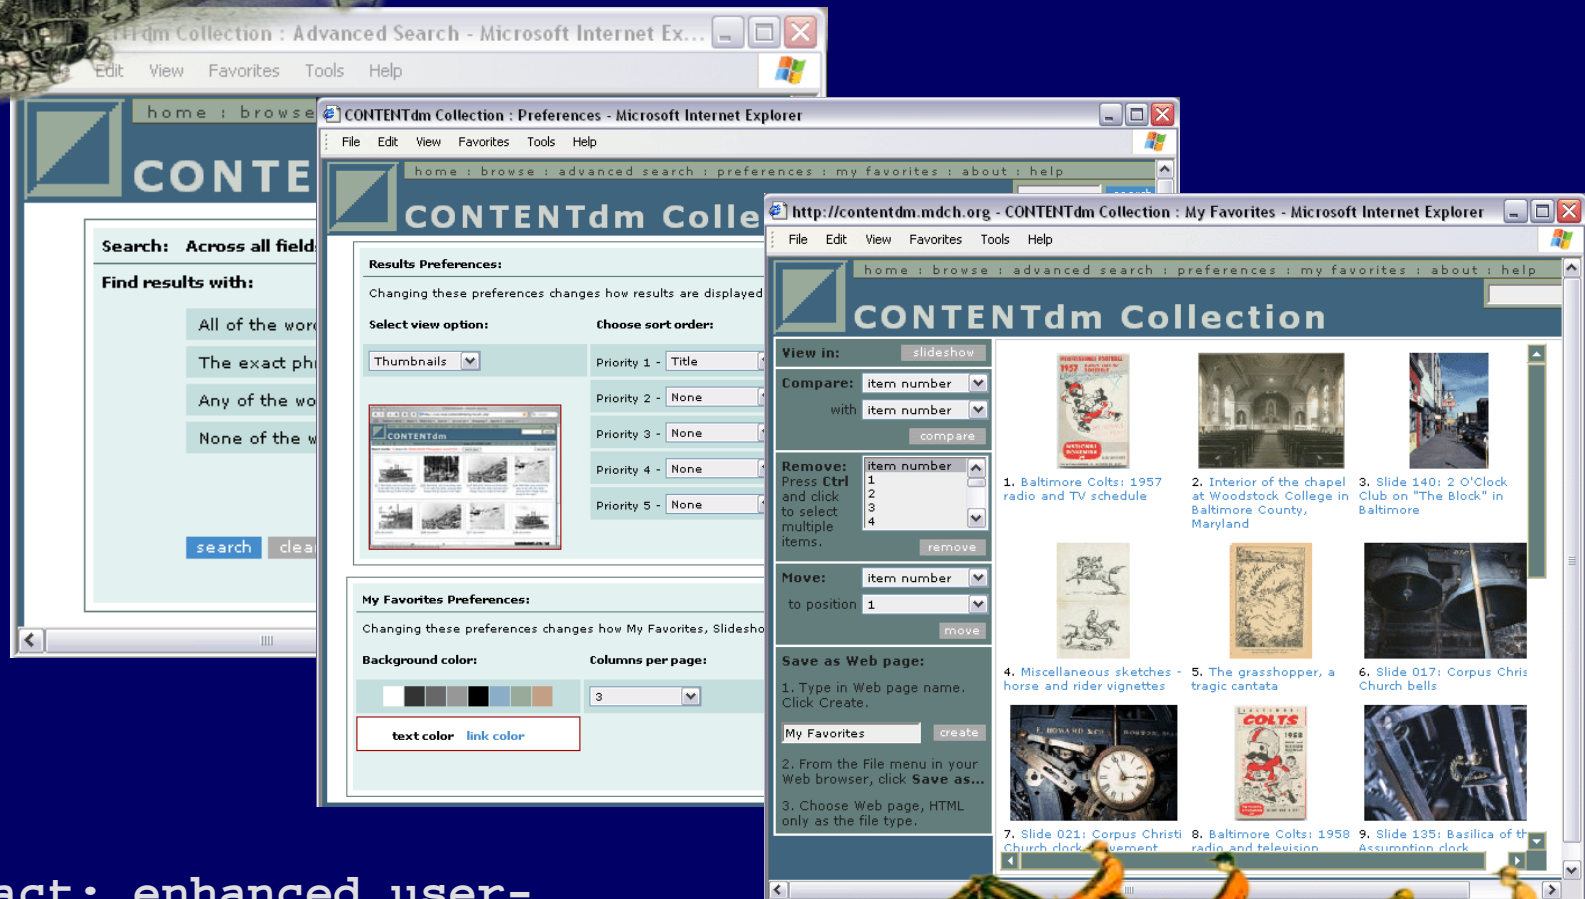 Collection : Advanced Search - Microsoft Internet Ex...
Edit View Favorites Tools Help
home : browse
CONTE
Search: Across all field
Find results with:
All of the wor
The exact ph
Any of the wo
None of the w
search clea
CONTENTdm Collection : Preferences - Microsoft Internet Explorer
File Edit View Favorites Tools Help
home : browse : advanced search : preferences : my favorites : about : help
CONTENTdm Colle
Results Preferences:
Changing these preferences changes how results are displayed
Select view option: Choose sort order:
Thumbnails Priority 1 - Title
Priority 2 - None
Priority 3 - None
Priority 4 - None
Priority 5 - None
CONTENTdm
My Favorites Preferences:
Changing these preferences changes how My Favorites, Slidesho
Background color: Columns per page:
3
text color link color
http://contentdm.mdch.org - CONTENTdm Collection : My Favorites - Microsoft Internet Explorer
File Edit View Favorites Tools Help
home : browse : advanced search : preferences : my favorites : about : help
CONTENTdm Collection
View in: slideshow
Compare: item number
with item number
compare
Remove: item number
Press Ctrl 1
and click 2
to select 3
multiple 4
items.
remove
Move: item number
to position 1
move
Save as Web page:
1. Type in Web page name.
Click Create.
My Favorites create
2. From the File menu in your
Web browser, click Save as...
3. Choose Web page, HTML
only as the file type.
1957
1. Baltimore Colts: 1957
radio and TV schedule
2. Interior of the chapel
at Woodstock College in
Baltimore County,
Maryland
3. Slide 140: 2 O'Clock
Club on "The Block" in
Baltimore
4. Miscellaneous sketches -
horse and rider vignettes
5. The grasshopper, a
tragic cantata
6. Slide 017: Corpus Chris
Church bells
E. HOWARD & CO. BOSTON
COLTS
1958
7. Slide 021: Corpus Christi
Church clock movement
8. Baltimore Colts: 1958
radio and television
9. Slide 135: Basilica of th
Assumption clock
act: enhanced user-